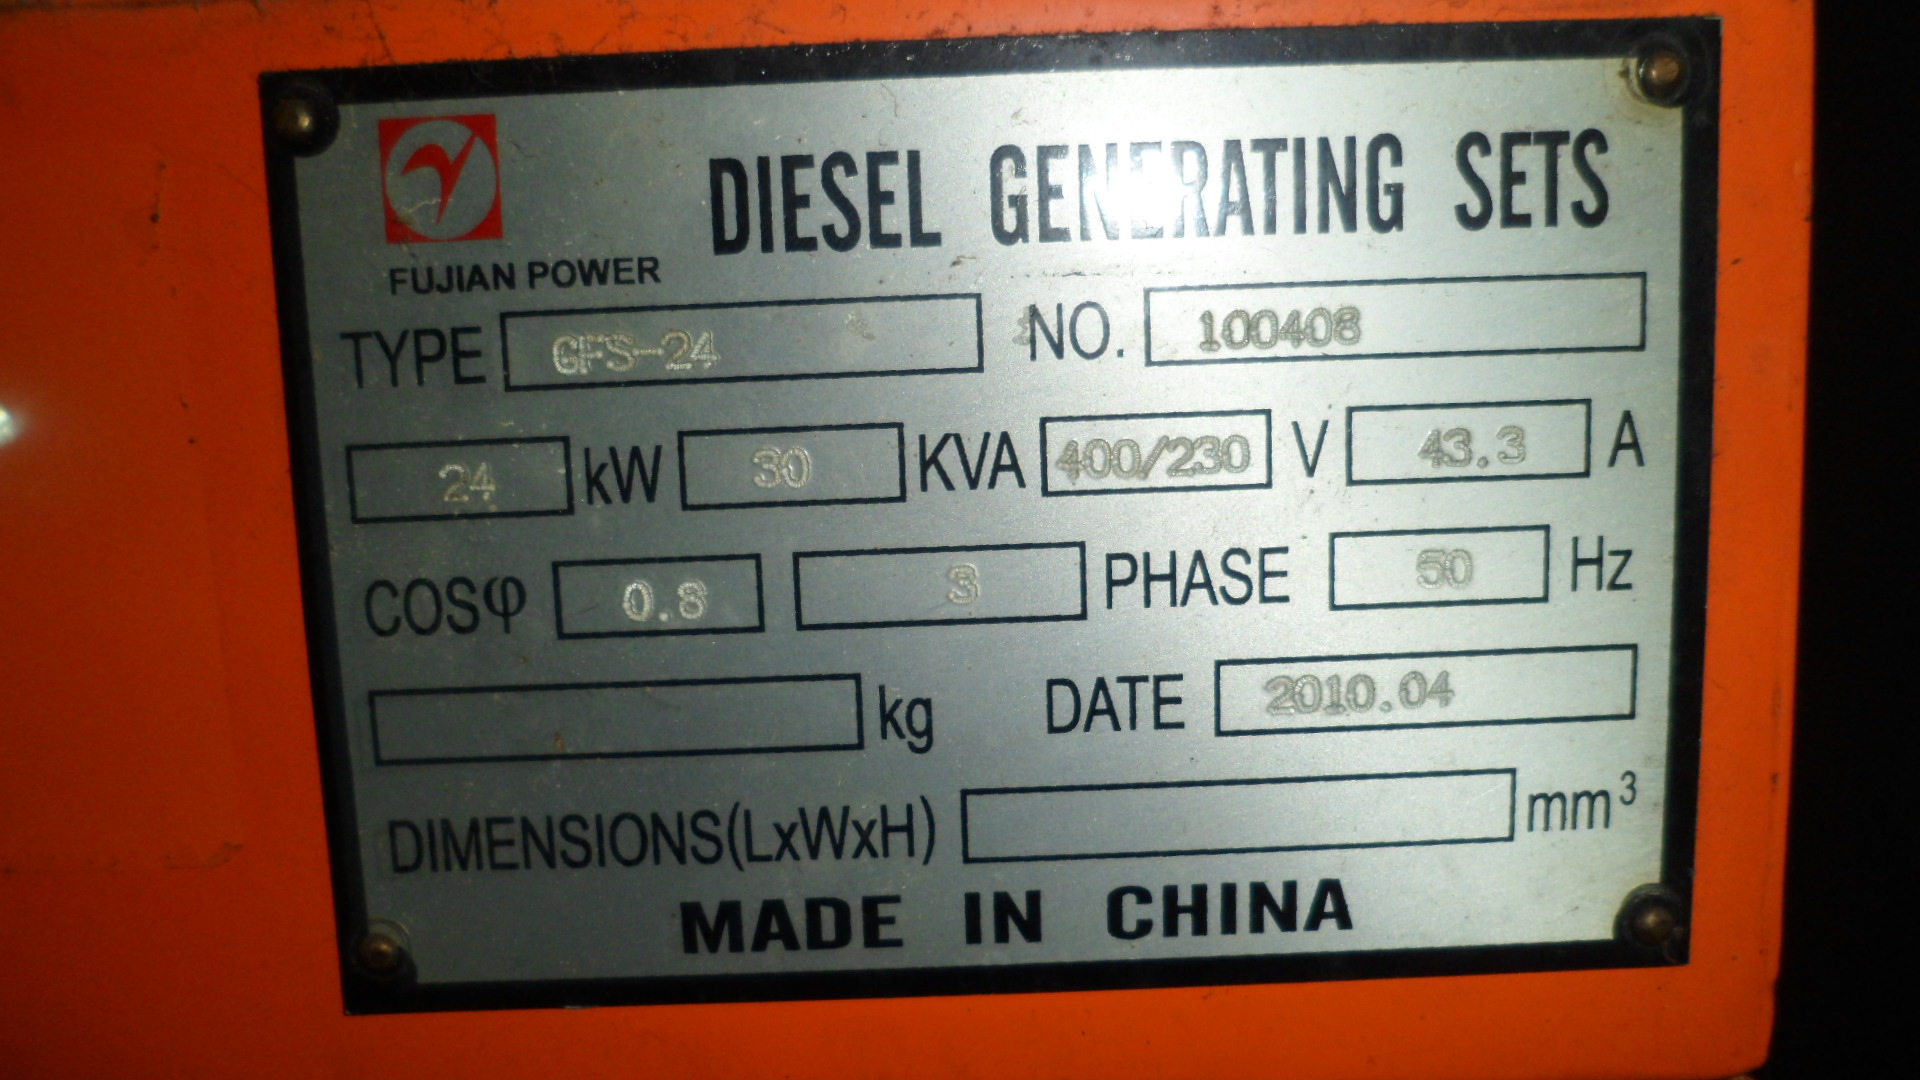 DIESEL GENERATING SETS
FUJIAN POWER
TYPE GFS-24 NO. 100408
24 kW 30 KVA 400/230 V 43.3 A
COSφ 0.8 3 PHASE 50 Hz
kg DATE 2010.04
DIMENSIONS(LxWxH) mm³
MADE IN CHINA